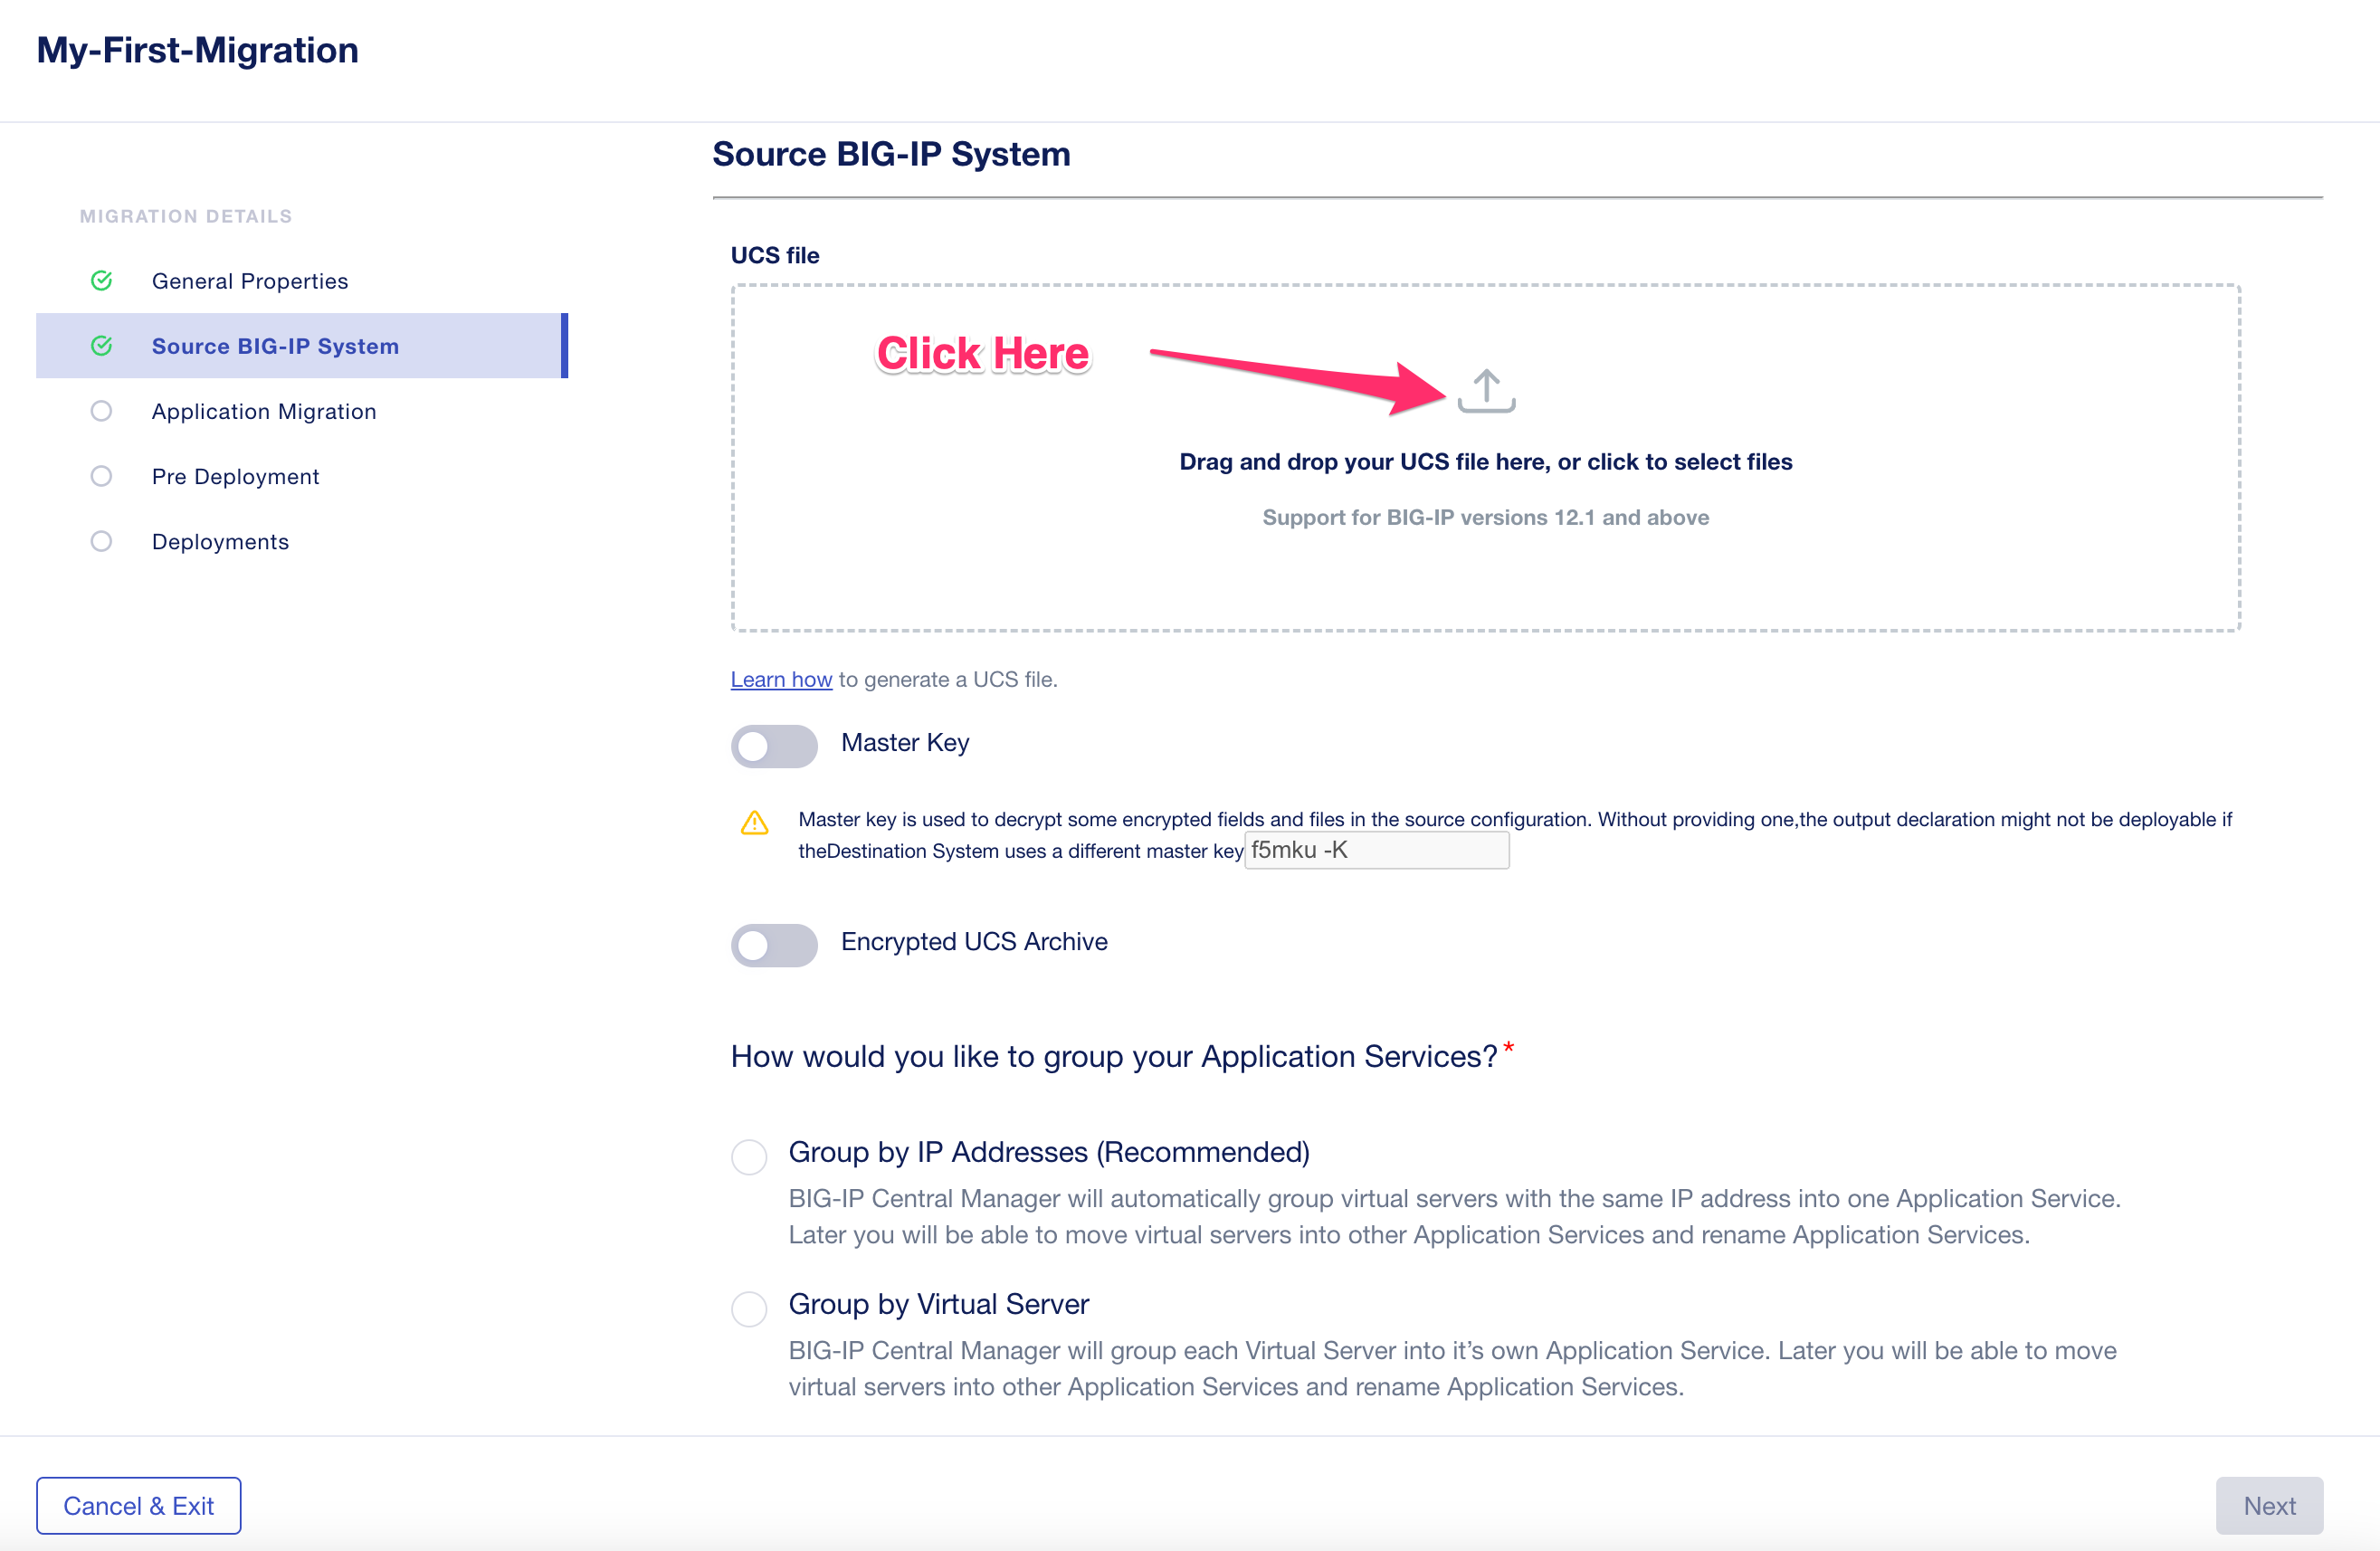 My-First-Migration
Source BIG-IP System
MIGRATION DETAILS
General Properties
Source BIG-IP System
Application Migration
Pre Deployment
Deployments
UCS file
Click Here
Drag and drop your UCS file here, or click to select files
Support for BIG-IP versions 12.1 and above
Learn how to generate a UCS file.
Master Key
Master key is used to decrypt some encrypted fields and files in the source configuration. Without providing one,the output declaration might not be deployable if
theDestination System uses a different master key f5mku -K
Encrypted UCS Archive
How would you like to group your Application Services?*
Group by IP Addresses (Recommended)
BIG-IP Central Manager will automatically group virtual servers with the same IP address into one Application Service.
Later you will be able to move virtual servers into other Application Services and rename Application Services.
Group by Virtual Server
BIG-IP Central Manager will group each Virtual Server into it’s own Application Service. Later you will be able to move
virtual servers into other Application Services and rename Application Services.
Cancel & Exit
Next